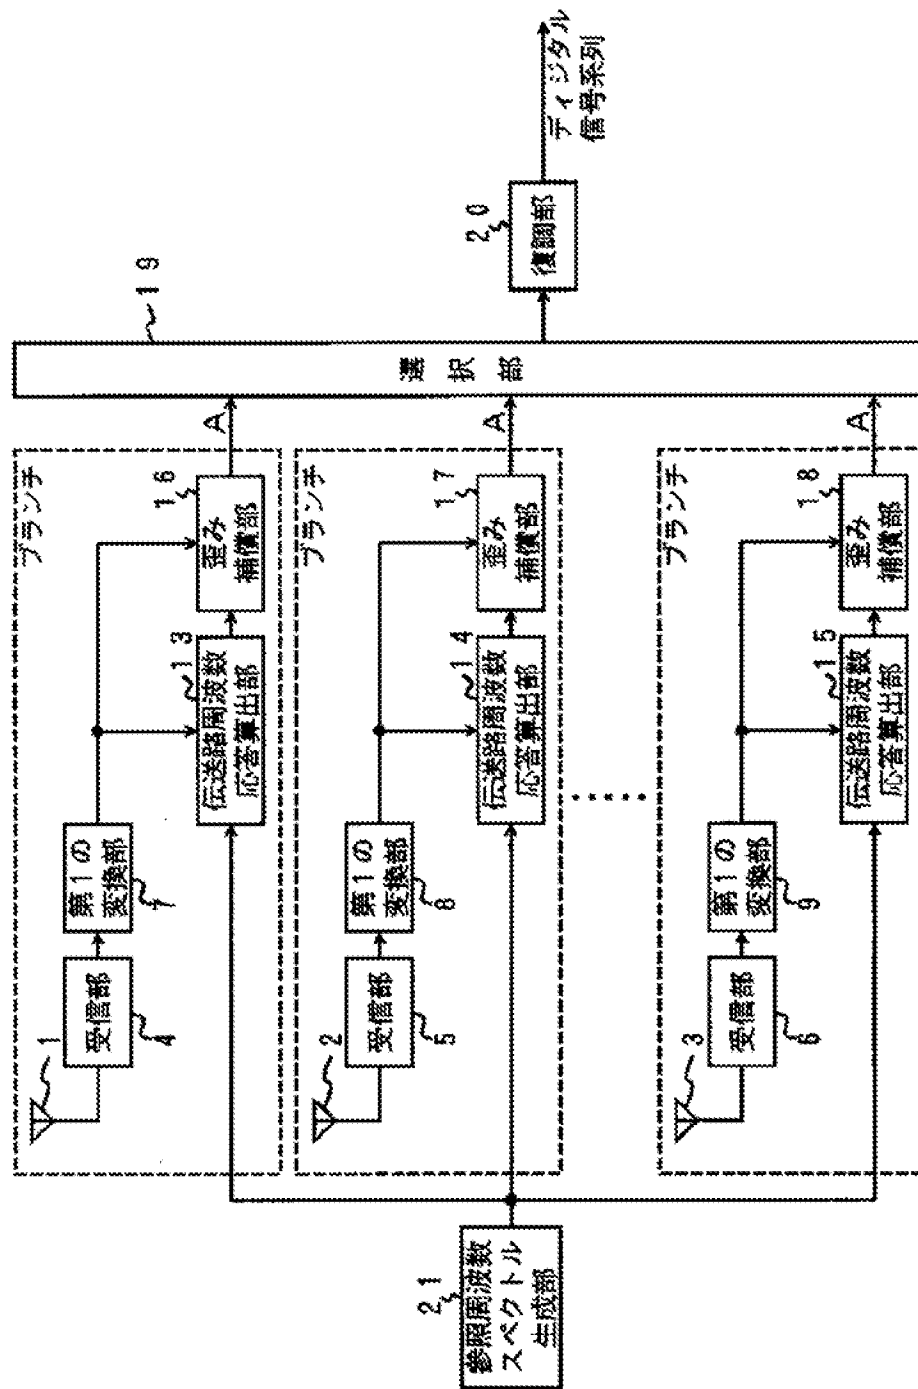 ブランチ
1
受信部
4
第1の
変換部
7
伝送路周波数
応答算出部
13
歪み
補償部
16
A
ブランチ
2
受信部
5
第1の
変換部
8
伝送路周波数
応答算出部
14
歪み
補償部
17
A
ブランチ
3
受信部
6
第1の
変換部
9
伝送路周波数
応答算出部
15
歪み
補償部
18
A
21
参照周波数
スペクトル
生成部
選択部
19
復調部
20
ディジタル
信号系列